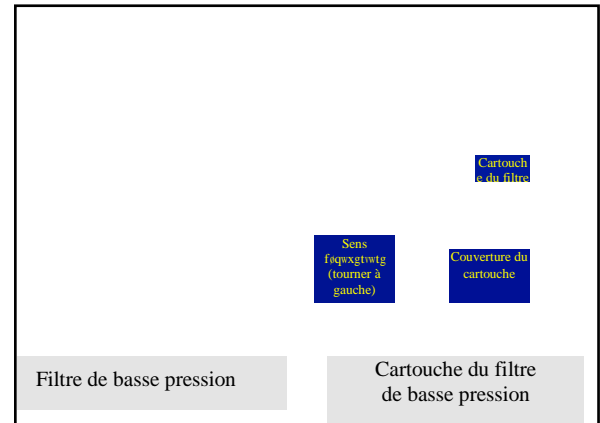 Cartouch
e du filtre
Sens
føqwxgtvwtg
(tourner à
gauche)
Couverture du
cartouche
Filtre de basse pression
Cartouche du filtre
de basse pression